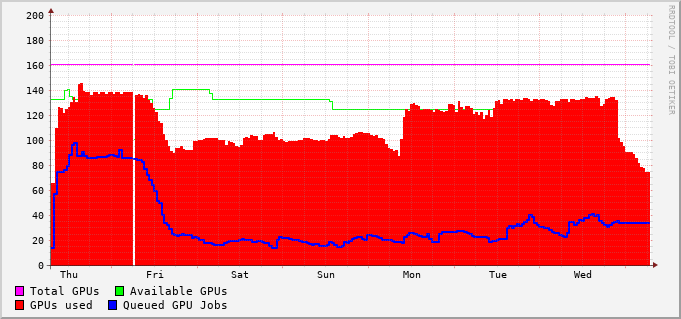 200
180
160
140
120
100
80
60
40
20
0
Thu Fri Sat Sun Mon Tue Wed
Total GPUs Available GPUs
GPUs used Queued GPU Jobs
RRDTOOL / TOBI OETIKER